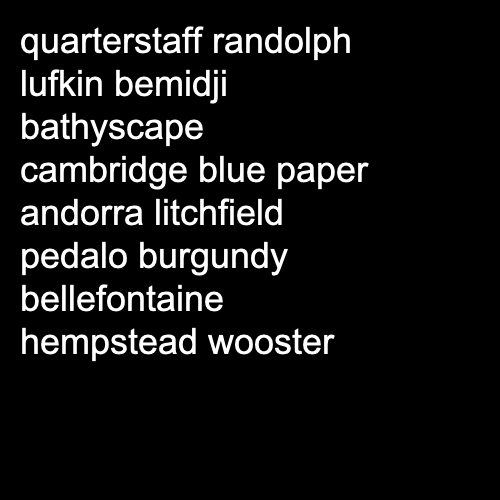 quarterstaff randolph
lufkin bemidji
bathyscape
cambridge blue paper
andorra litchfield
pedalo burgundy
bellefontaine
hempstead wooster